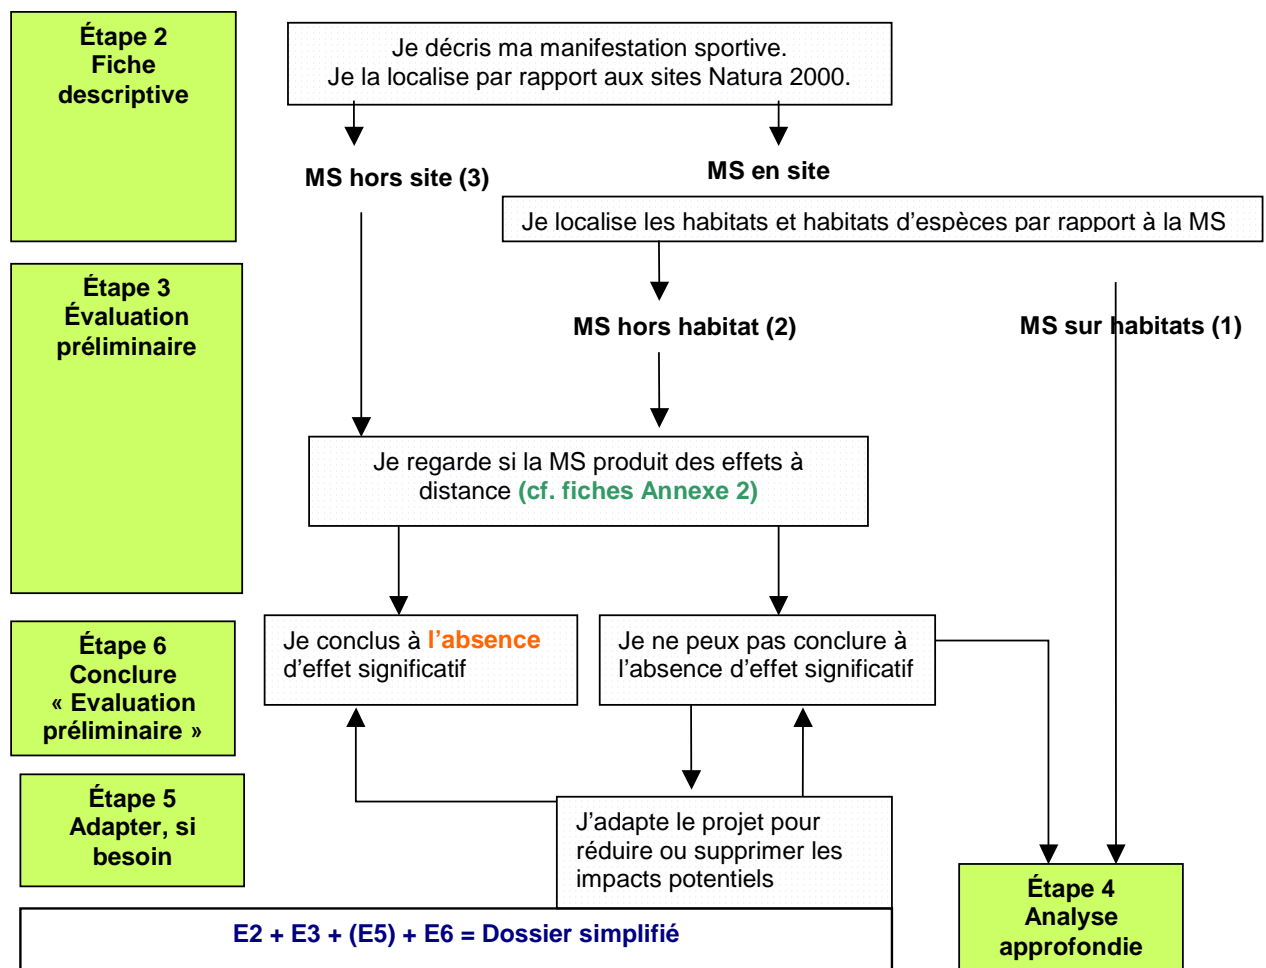 Étape 2
Fiche
descriptive
Je décris ma manifestation sportive.
Je la localise par rapport aux sites Natura 2000.
MS hors site (3)
MS en site
Je localise les habitats et habitats d'espèces par rapport à la MS
Étape 3
Évaluation
préliminaire
MS hors habitat (2)
MS sur habitats (1)
Je regarde si la MS produit des effets à
distance (cf. fiches Annexe 2)
Étape 6
Conclure
« Evaluation
préliminaire »
Je conclus à l'absence
d'effet significatif
Je ne peux pas conclure à
l'absence d'effet significatif
Étape 5
Adapter, si
besoin
J'adapte le projet pour
réduire ou supprimer les
impacts potentiels
Étape 4
Analyse
approfondie
E2 + E3 + (E5) + E6 = Dossier simplifié